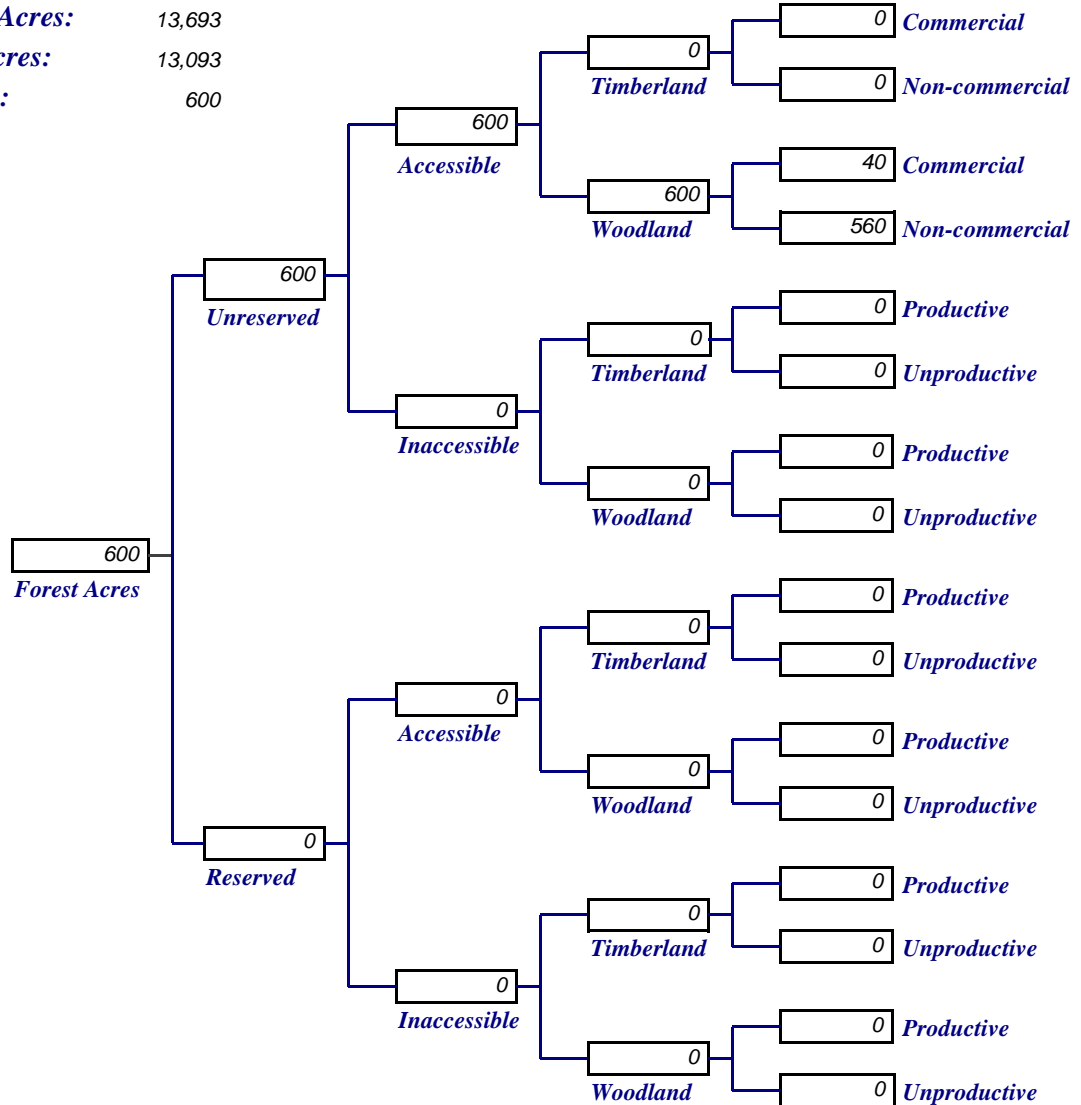 Acres: 13,693
cres: 13,093
: 600
0 Commercial
0
Timberland
0 Non-commercial
600
Accessible
40 Commercial
600
Woodland
560 Non-commercial
600
Unreserved
0 Productive
0
Timberland
0 Unproductive
0
Inaccessible
0 Productive
0
Woodland
0 Unproductive
600
Forest Acres
0 Productive
0
Timberland
0 Unproductive
0
Accessible
0 Productive
0
Woodland
0 Unproductive
0
Reserved
0 Productive
0
Timberland
0 Unproductive
0
Inaccessible
0 Productive
0
Woodland
0 Unproductive